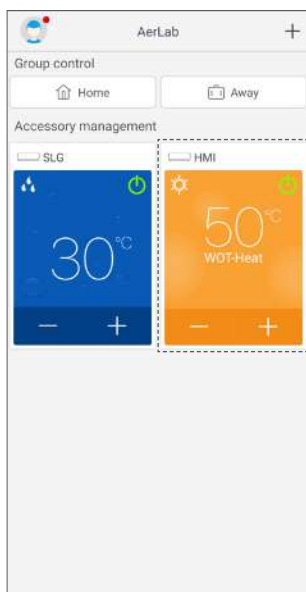 AerLab +
Group control
Home Away
Accessory management
SLG HMI
30°C 50°C
WOT-Heat
− + − +